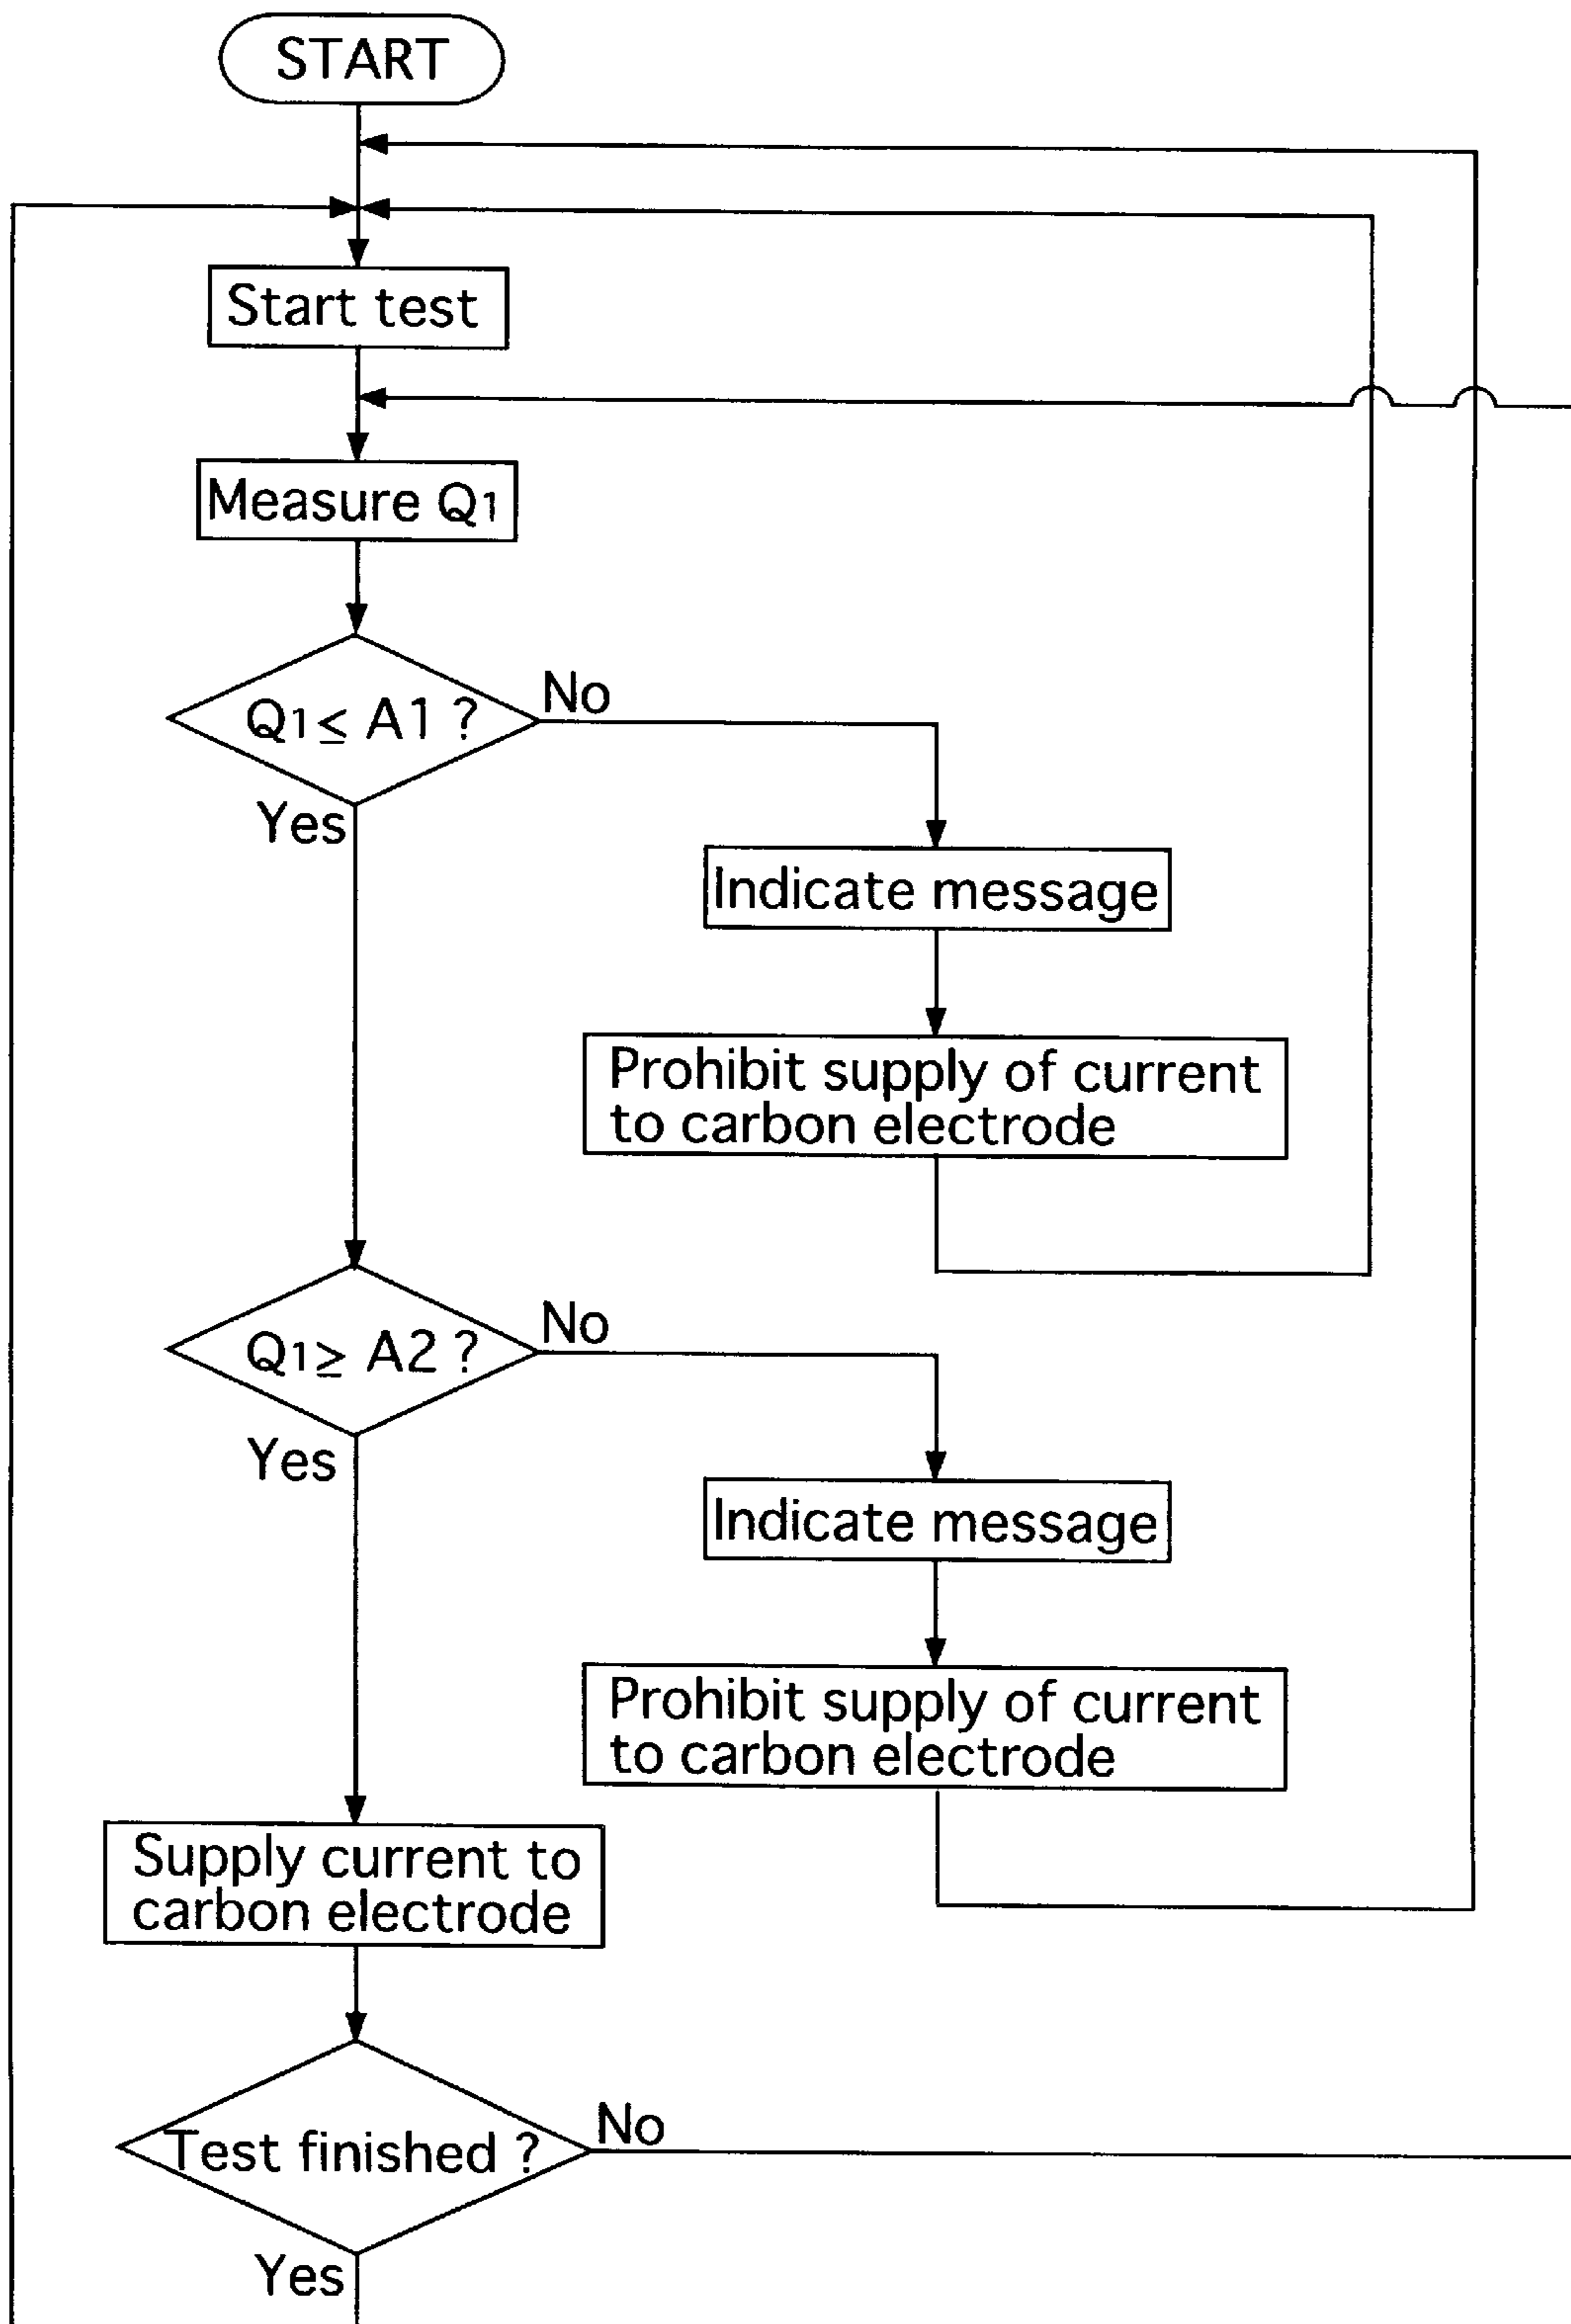 START
Start test
Measure Q1
Q1≤ A1 ?
No
Yes
Indicate message
Prohibit supply of current
to carbon electrode
Q1≥ A2 ?
No
Yes
Indicate message
Prohibit supply of current
to carbon electrode
Supply current to
carbon electrode
Test finished ?
No
Yes